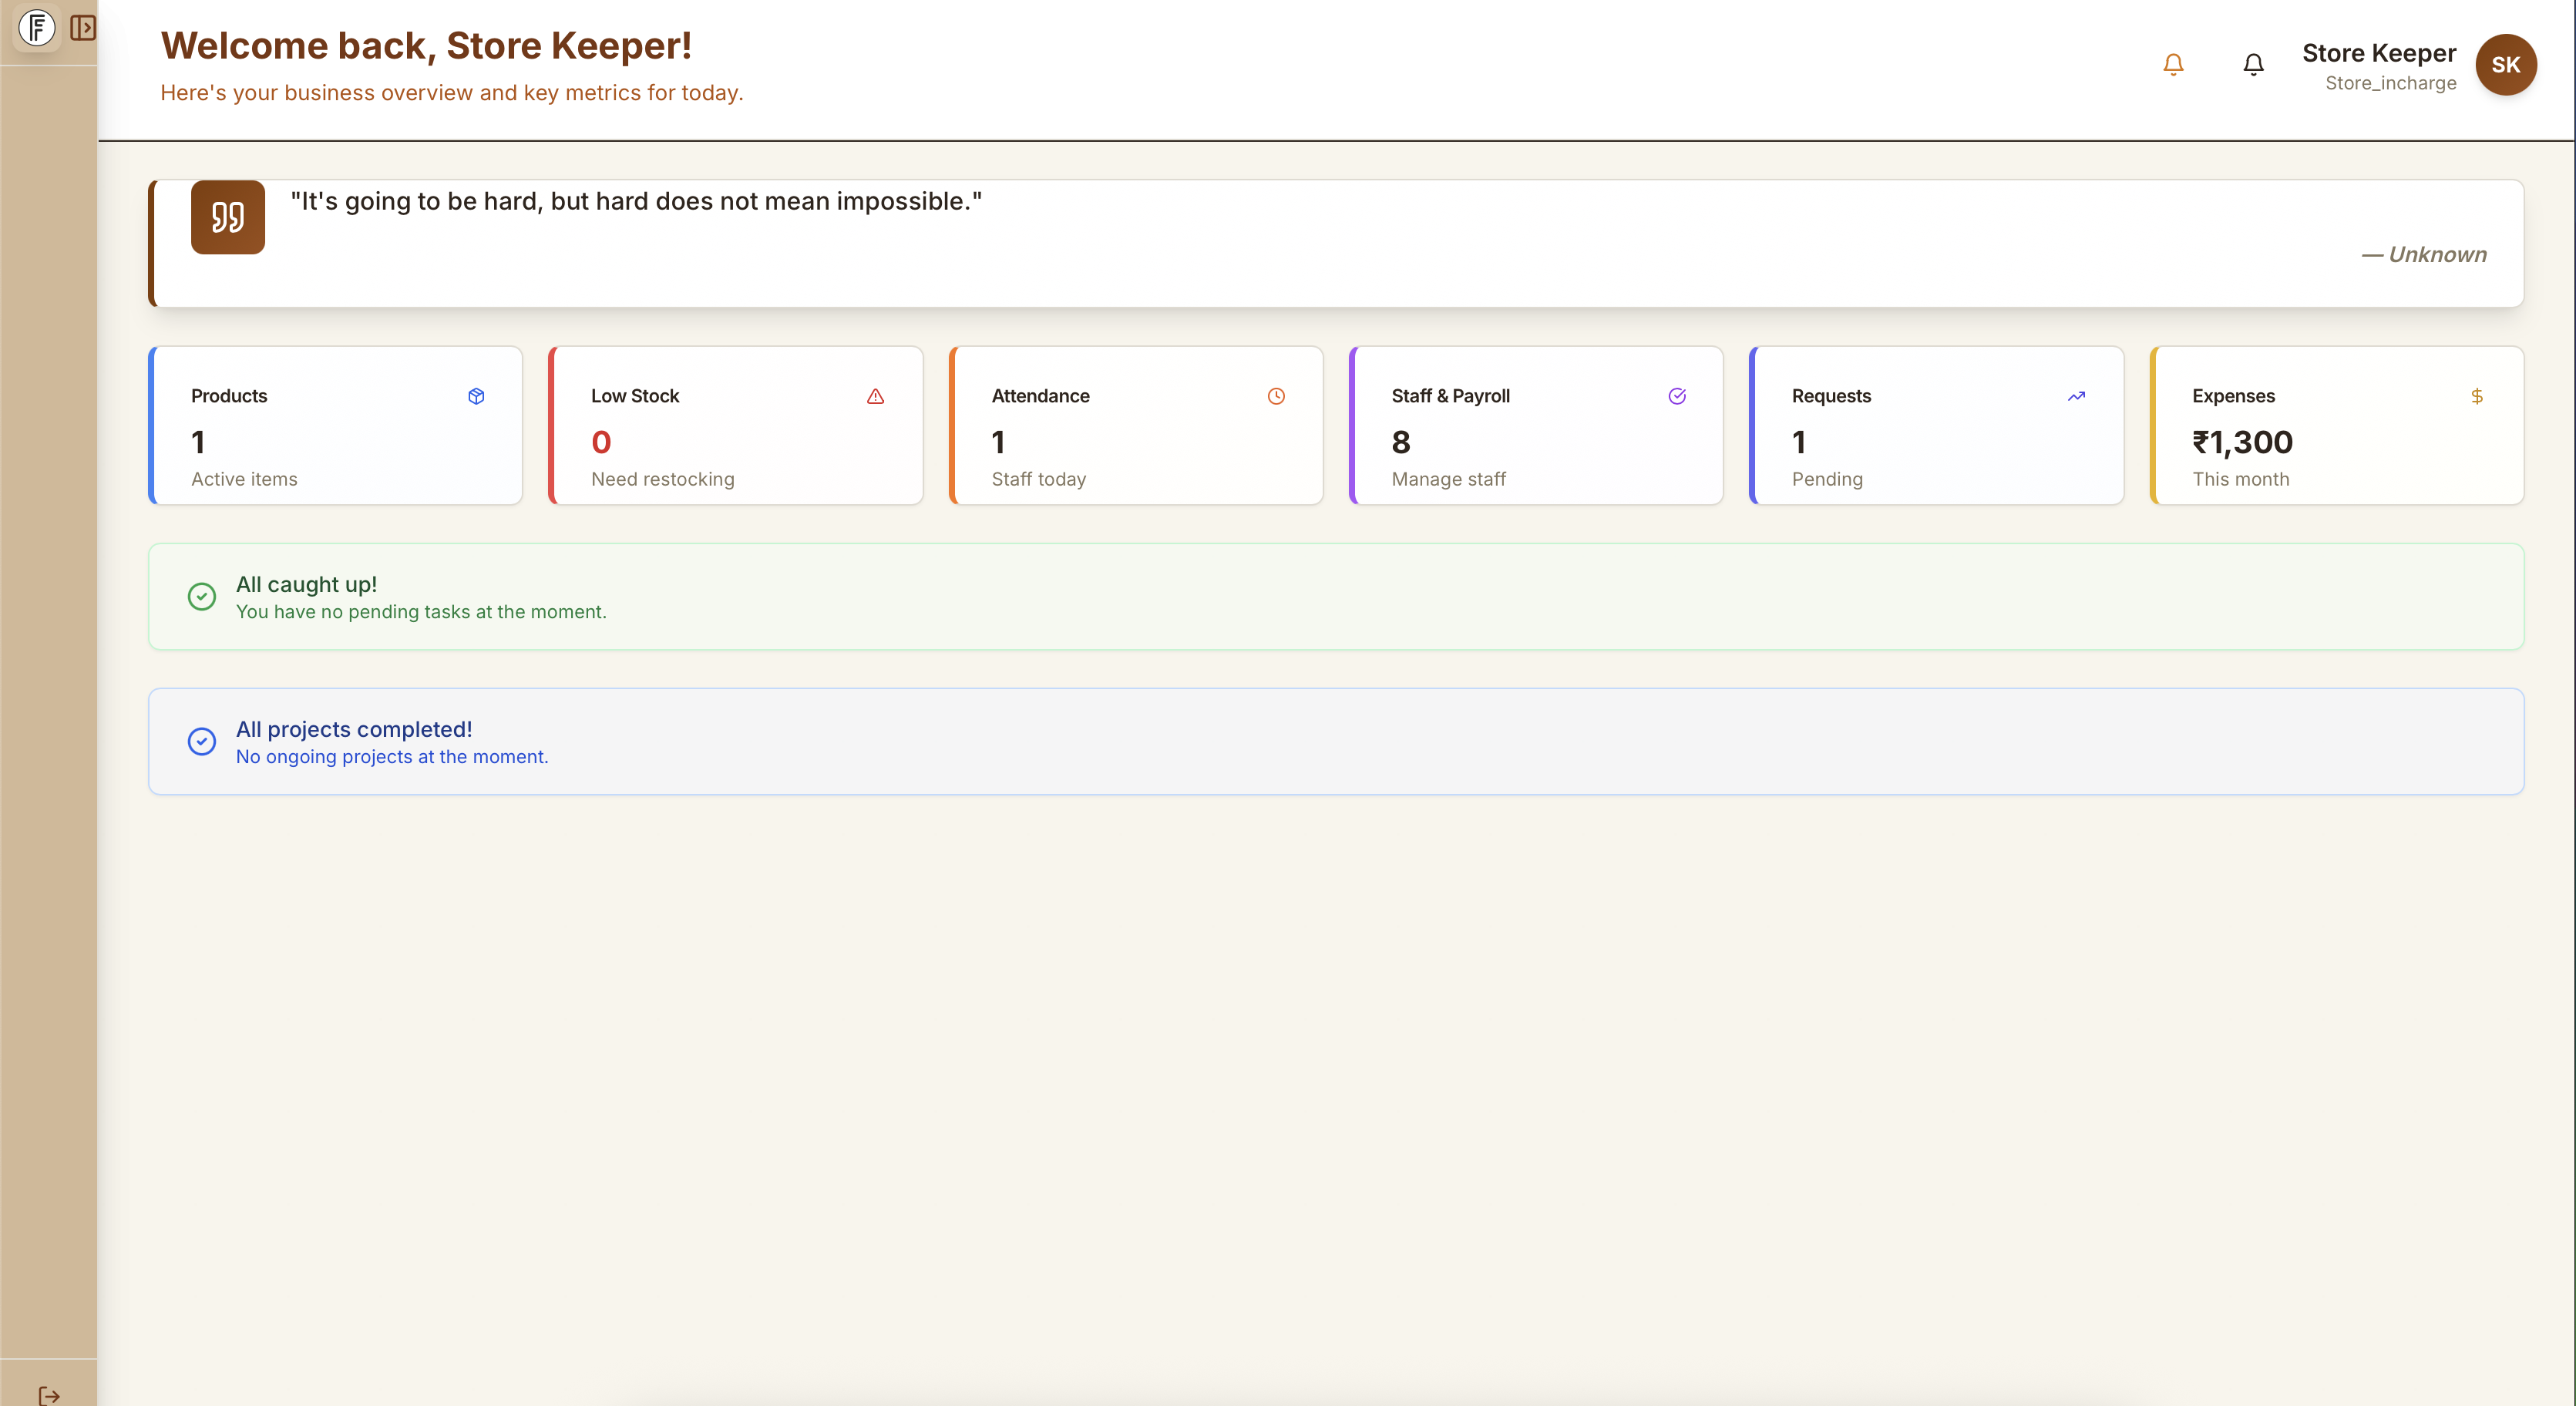 Welcome back, Store Keeper!
Here's your business overview and key metrics for today.
Store Keeper
Store_incharge
SK
"It's going to be hard, but hard does not mean impossible."
— Unknown
Products
1
Active items
Low Stock
0
Need restocking
Attendance
1
Staff today
Staff & Payroll
8
Manage staff
Requests
1
Pending
Expenses
₹1,300
This month
All caught up!
You have no pending tasks at the moment.
All projects completed!
No ongoing projects at the moment.